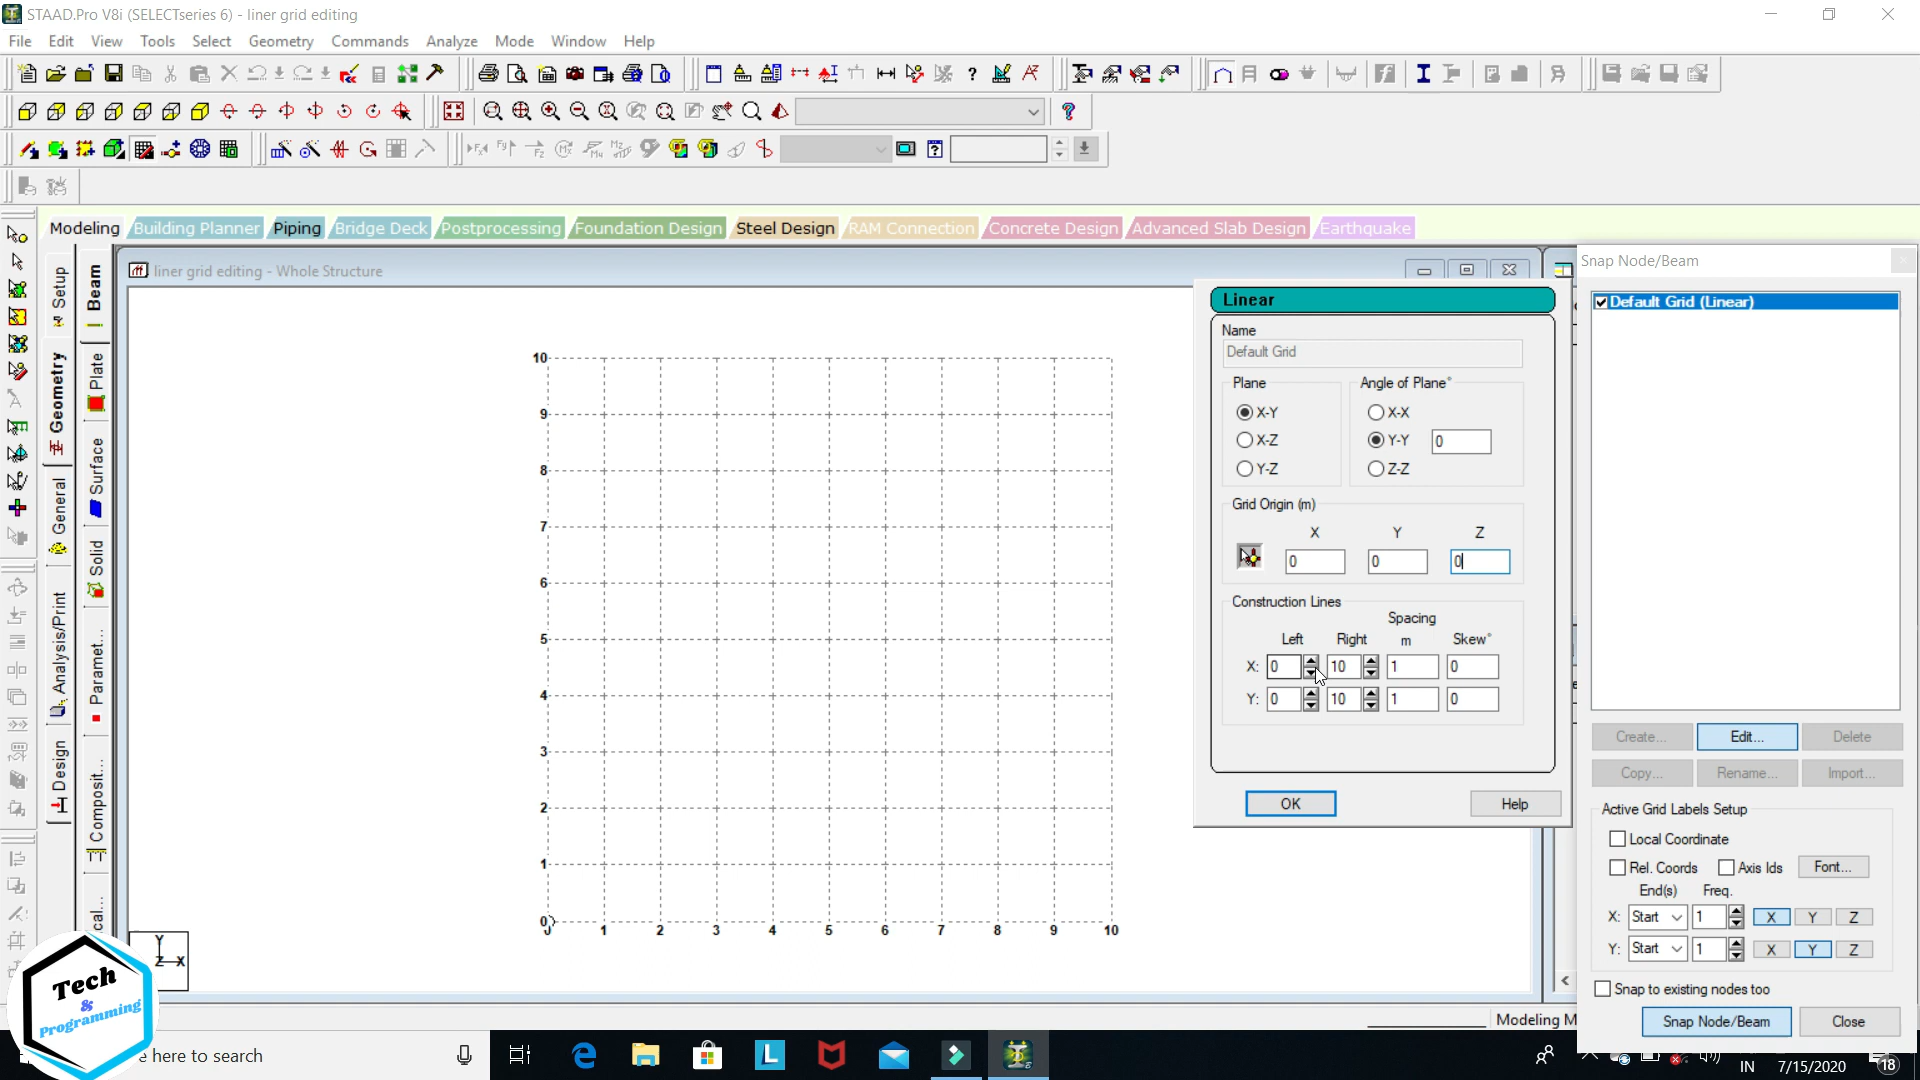 STAAD.Pro V8i (SELECTseries 6) - liner grid editing
File Edit View Tools Select Geometry Commands Analyze Mode Window Help
Modeling Building Planner Piping Bridge Deck Postprocessing Foundation Design Steel Design RAM Connection Concrete Design Advanced Slab Design Earthquake
Setup
Geometry
General
Analysis/Print
Design
Beam
Plate
Surface
Solid
Paramet...
Composit...
cal...
liner grid editing - Whole Structure
10
9
8
7
6
5
4
3
2
1
0
1 2 3 4 5 6 7 8 9 10
Y
Z X
Linear
Name
Default Grid
Plane
X-Y
X-Z
Y-Z
Angle of Plane°
X-X
Y-Y 0
Z-Z
Grid Origin (m)
X Y Z
0 0 0
Construction Lines
Spacing
Left Right m Skew°
X: 0 10 1 0
Y: 0 10 1 0
OK Help
Snap Node/Beam
Default Grid (Linear)
Create... Edit... Delete
Copy... Rename... Import...
Active Grid Labels Setup
Local Coordinate
Rel. Coords Axis Ids Font...
End(s) Freq.
X: Start 1 X Y Z
Y: Start 1 X Y Z
Snap to existing nodes too
Snap Node/Beam Close
Modeling M
Tech
&
Programming
e here to search
IN 7/15/2020 18